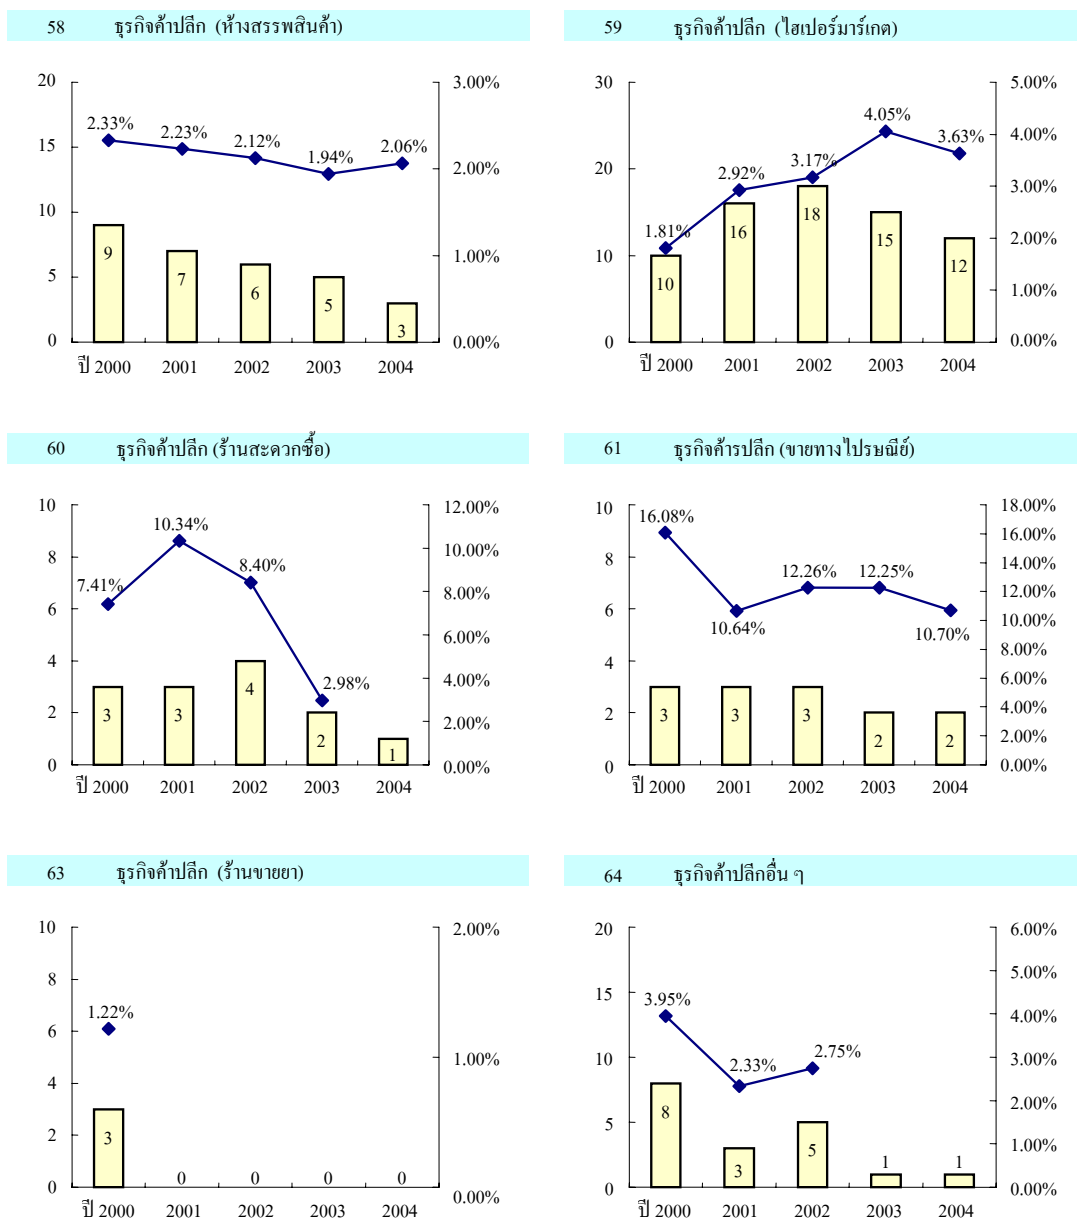 58 ธุรกิจค้าปลีก (ห้างสรรพสินค้า)
20 3.00%
2.33% 2.23% 2.12% 1.94% 2.06%
15 2.00%
10
9 7 6 5 3
1.00%
5
0 0.00%
ปี 2000 2001 2002 2003 2004
59 ธุรกิจค้าปลีก (ไฮเปอร์มาร์เกต)
30 5.00%
4.05%
4.00%
3.63%
2.92% 3.17%
20 3.00%
1.81%
16 18 15 12
2.00%
10
10
1.00%
0 0.00%
ปี 2000 2001 2002 2003 2004
60 ธุรกิจค้าปลีก (ร้านสะดวกซื้อ)
10 12.00%
10.34%
10.00%
8 8.40%
7.41% 8.00%
6
6.00%
4 4.00%
2.98%
3 3 4 2 1
2 2.00%
0 0.00%
ปี 2000 2001 2002 2003 2004
61 ธุรกิจค้ารปลีก (ขายทางไปรษณีย์)
10 18.00%
16.08% 16.00%
14.00%
8
12.26% 12.25% 12.00%
6 10.00%
10.64% 10.70%
8.00%
4 6.00%
3 3 3 2 2
2 4.00%
2.00%
0 0.00%
ปี 2000 2001 2002 2003 2004
63 ธุรกิจค้าปลีก (ร้านขายยา)
10 2.00%
8
1.22%
6
1.00%
4
2
3 0 0 0 0
0 0.00%
ปี 2000 2001 2002 2003 2004
64 ธุรกิจค้าปลีกอื่น ๆ
20 6.00%
5.00%
15 3.95% 4.00%
2.33% 2.75% 3.00%
10
2.00%
8 3 5 1 1
5 1.00%
0 0.00%
ปี 2000 2001 2002 2003 2004